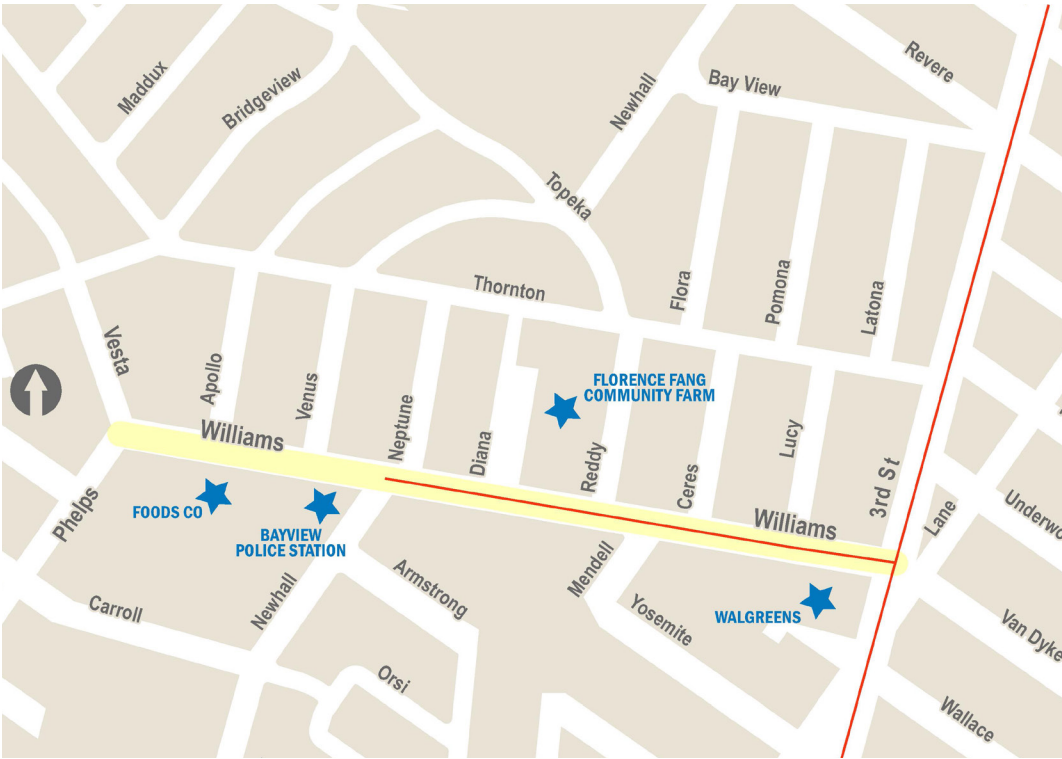 Maddux
Bridgeview
Newhall
Bay View
Revere
Topeka
Thornton
Flora
Pomona
Latona
Vesta
Apollo
Venus
Neptune
Diana
FLORENCE FANG
COMMUNITY FARM
Reddy
Ceres
Lucy
3rd St
Williams
Williams
Phelps
FOODS CO
BAYVIEW
POLICE STATION
Lane
Underwo
Mendell
Armstrong
Newhall
Carroll
Yosemite
WALGREENS
Van Dyke
Orsi
Wallace